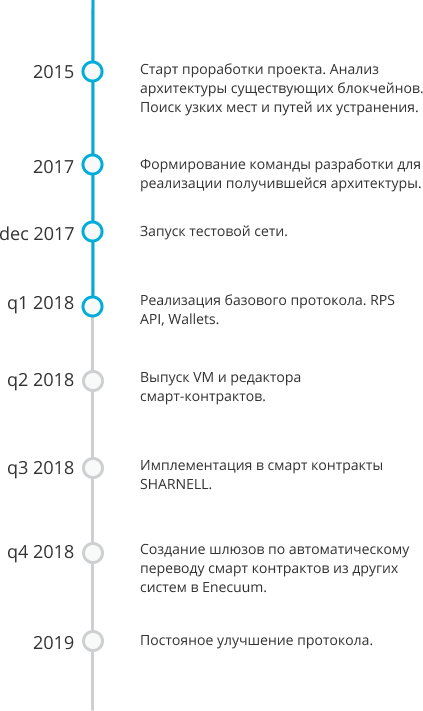 2015
Старт проработки проекта. Анализ
архитектуры существующих блокчейнов.
Поиск узких мест и путей их устранения.
2017
Формирование команды разработки для
реализации получившейся архитектуры.
dec 2017
Запуск тестовой сети.
q1 2018
Реализация базового протокола. RPS
API, Wallets.
q2 2018
Выпуск VM и редактора
смарт-контрактов.
q3 2018
Имплементация в смарт контракты
SHARNELL.
q4 2018
Создание шлюзов по автоматическому
переводу смарт контрактов из других
систем в Enecuum.
2019
Постояное улучшение протокола.